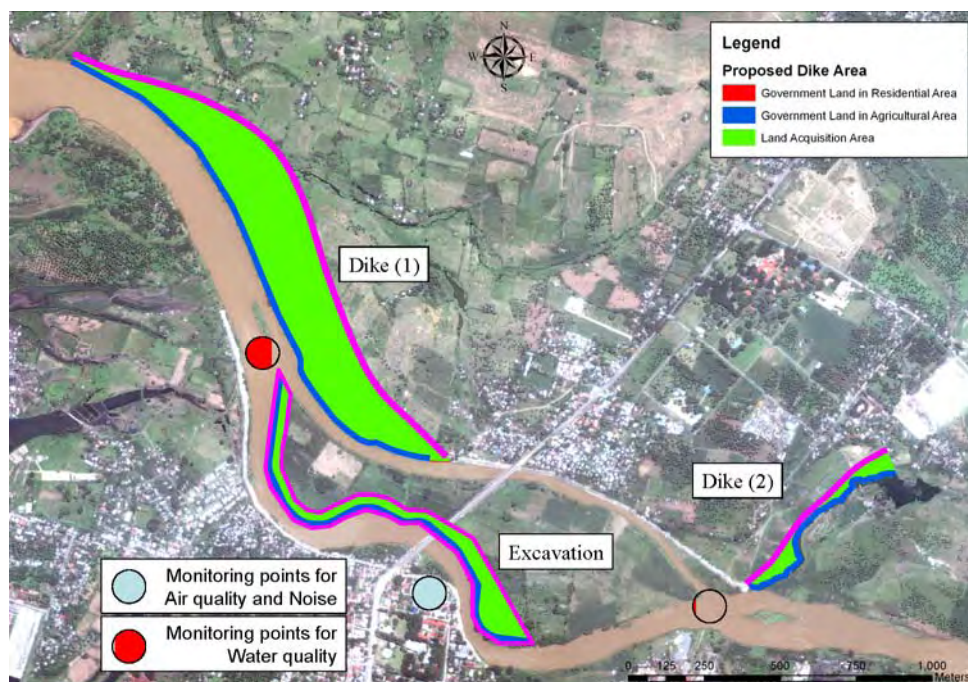 N
W E
S
Legend
Proposed Dike Area
Government Land in Residential Area
Government Land in Agricultural Area
Land Acquisition Area
Dike (1)
Dike (2)
Excavation
Monitoring points for
Air quality and Noise
Monitoring points for
Water quality
0 125 250 500 750 1,000
Meters